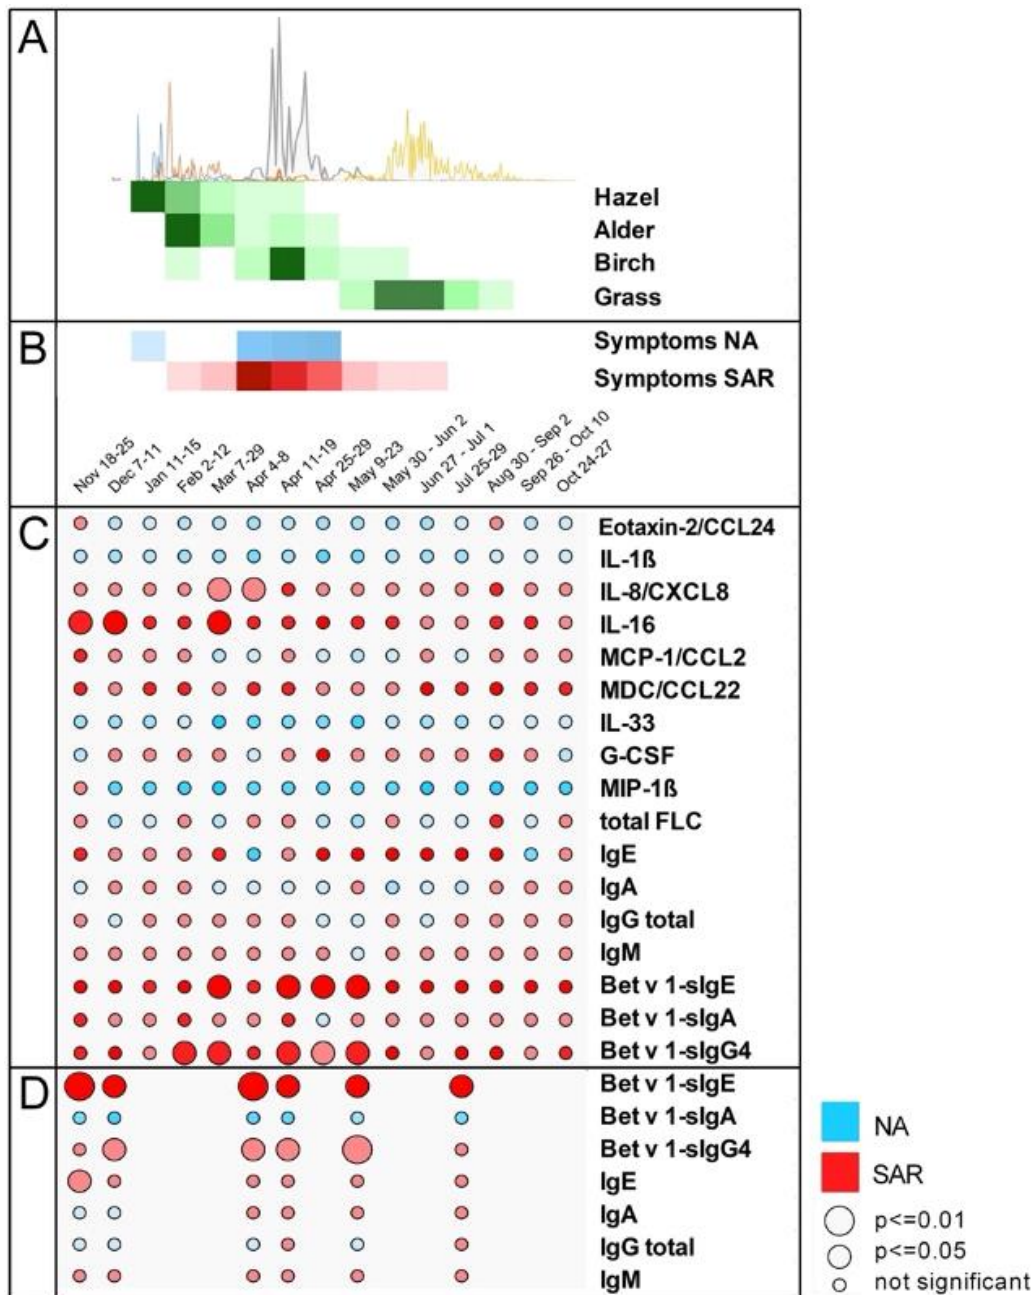 A
Hazel
Alder
Birch
Grass
B
Symptoms NA
Symptoms SAR
Nov 18-25
Dec 7-11
Jan 11-15
Feb 2-12
Mar 7-29
Apr 4-8
Apr 11-19
Apr 25-29
May 9-23
May 30 - Jun 2
Jun 27 - Jul 1
Jul 25-29
Aug 30 - Sep 2
Sep 26 - Oct 10
Oct 24-27
C
Eotaxin-2/CCL24
IL-1ß
IL-8/CXCL8
IL-16
MCP-1/CCL2
MDC/CCL22
IL-33
G-CSF
MIP-1ß
total FLC
IgE
IgA
IgG total
IgM
Bet v 1-sIgE
Bet v 1-sIgA
Bet v 1-sIgG4
D
Bet v 1-sIgE
Bet v 1-sIgA
Bet v 1-sIgG4
IgE
IgA
IgG total
IgM
NA
SAR
p<=0.01
p<=0.05
not significant